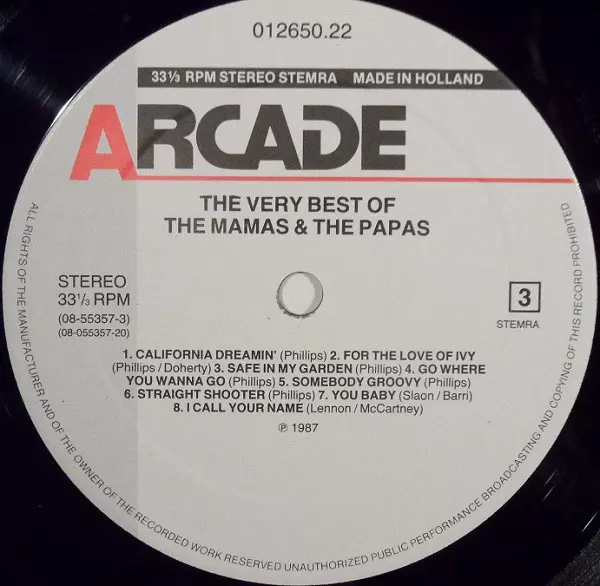 012650.22
33⅓ RPM STEREO STEMRA MADE IN HOLLAND
ARCADE
THE VERY BEST OF
THE MAMAS & THE PAPAS
STEREO
33⅓ RPM
(08-55357-3)
(08-055357-20)
3
STEMRA
1. CALIFORNIA DREAMIN' (Phillips) 2. FOR THE LOVE OF IVY
(Phillips / Doherty) 3. SAFE IN MY GARDEN (Phillips) 4. GO WHERE
YOU WANNA GO (Phillips) 5. SOMEBODY GROOVY (Phillips)
6. STRAIGHT SHOOTER (Phillips) 7. YOU BABY (Slaon / Barri)
8. I CALL YOUR NAME (Lennon / McCartney)
℗ 1987
ALL RIGHTS OF THE MANUFACTURER AND OF THE OWNER OF THE RECORDED WORK RESERVED UNAUTHORIZED PUBLIC PERFORMANCE BROADCASTING AND COPYING OF THIS RECORD PROHIBITED